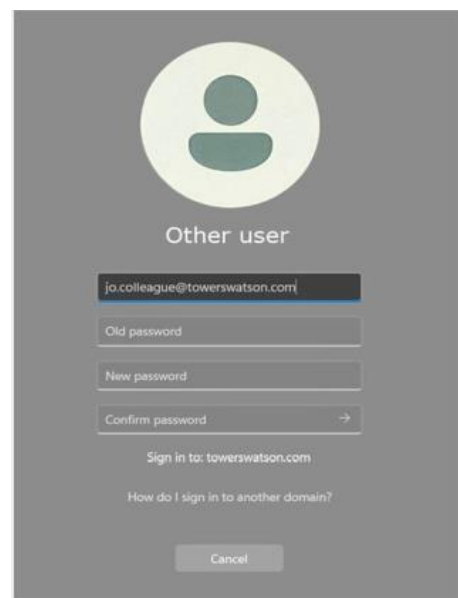 Other user
jo.colleague@towerswatson.com
Old password
New password
Confirm password
Sign in to: towerswatson.com
How do I sign in to another domain?
Cancel